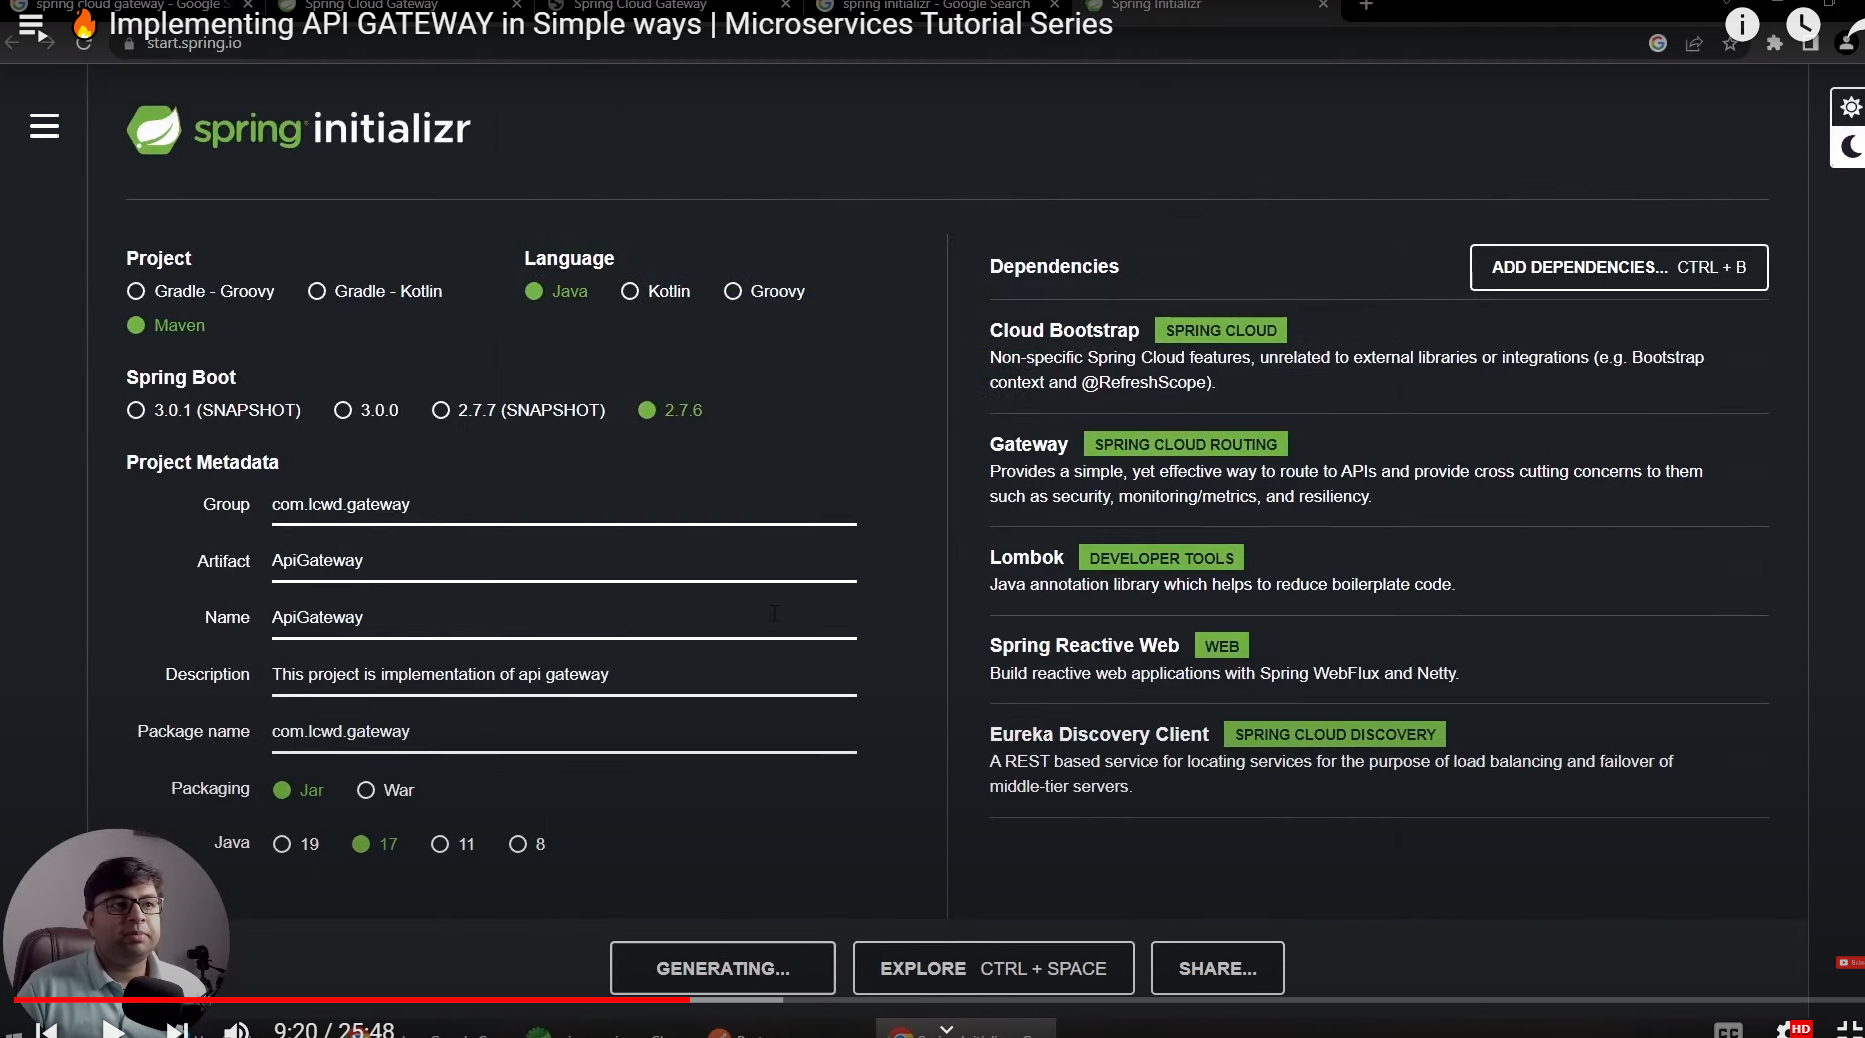 spring cloud gateway - Google S
Spring Cloud Gateway
Spring Cloud Gateway
spring initializr - Google Search
Spring Initializr
Implementing API GATEWAY in Simple ways | Microservices Tutorial Series
start.spring.io
spring initializr
Project
Gradle - Groovy
Gradle - Kotlin
Maven
Language
Java
Kotlin
Groovy
Spring Boot
3.0.1 (SNAPSHOT)
3.0.0
2.7.7 (SNAPSHOT)
2.7.6
Project Metadata
Group com.lcwd.gateway
Artifact ApiGateway
Name ApiGateway
Description This project is implementation of api gateway
Package name com.lcwd.gateway
Packaging Jar War
Java 19 17 11 8
Dependencies
ADD DEPENDENCIES... CTRL + B
Cloud Bootstrap SPRING CLOUD
Non-specific Spring Cloud features, unrelated to external libraries or integrations (e.g. Bootstrap
context and @RefreshScope).
Gateway SPRING CLOUD ROUTING
Provides a simple, yet effective way to route to APIs and provide cross cutting concerns to them
such as security, monitoring/metrics, and resiliency.
Lombok DEVELOPER TOOLS
Java annotation library which helps to reduce boilerplate code.
Spring Reactive Web WEB
Build reactive web applications with Spring WebFlux and Netty.
Eureka Discovery Client SPRING CLOUD DISCOVERY
A REST based service for locating services for the purpose of load balancing and failover of
middle-tier servers.
GENERATING...
EXPLORE CTRL + SPACE
SHARE...
9:20 / 25:48
CC
HD